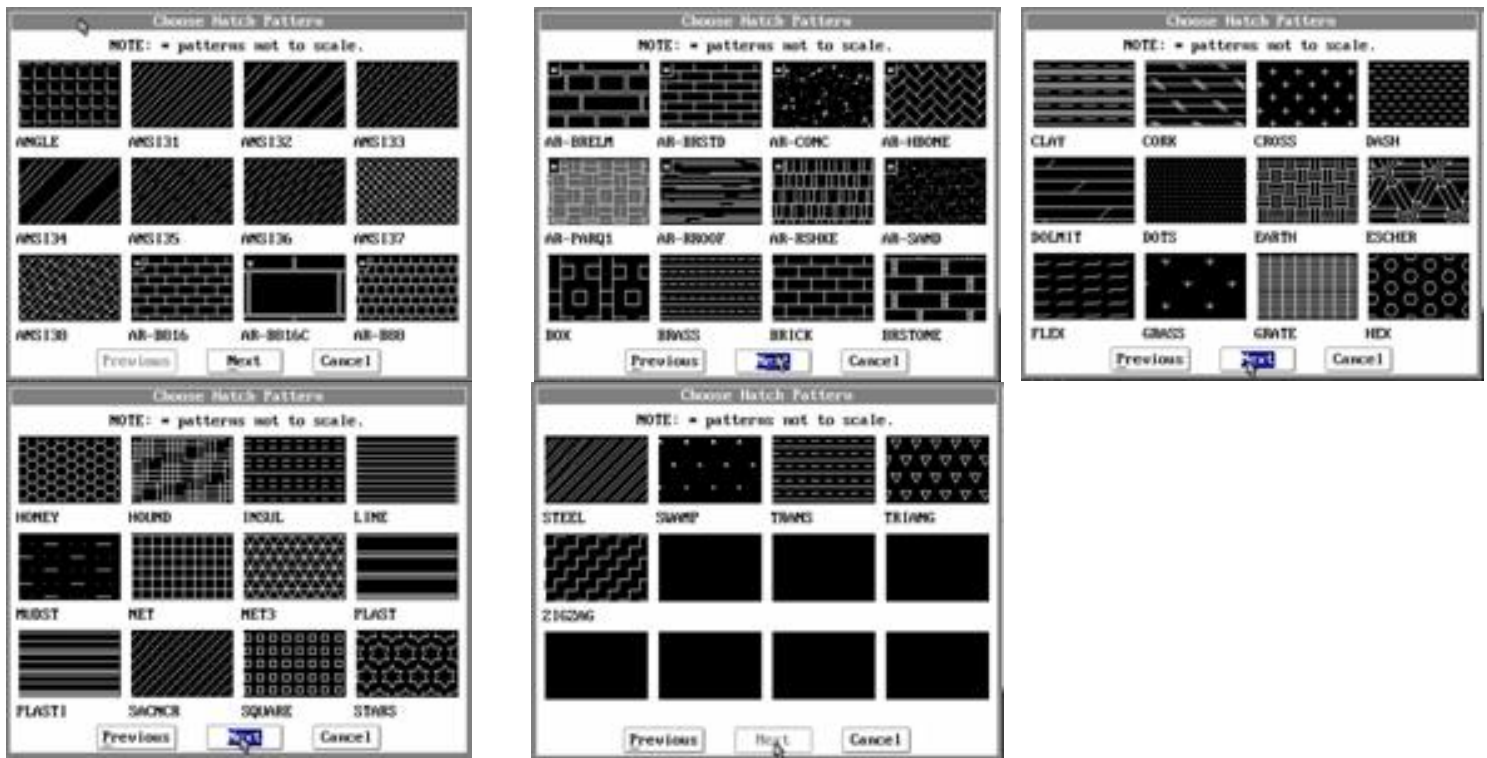 Choose Hatch Pattern
NOTE: * patterns not to scale.
ANGLE ANSI31 ANSI32 ANSI33
ANSI34 ANSI35 ANSI36 ANSI37
ANSI38 AR-B816 AR-B816C AR-B88
Previous Next Cancel
Choose Hatch Pattern
NOTE: * patterns not to scale.
AR-BRELM AR-BRSTD AR-CONC AR-HBONE
AR-PARQ1 AR-RROOF AR-RSHKE AR-SAND
BOX BRASS BRICK BRSTONE
Previous Next Cancel
Choose Hatch Pattern
NOTE: * patterns not to scale.
CLAY CORK CROSS DASH
DOLMIT DOTS EARTH ESCHER
FLEX GRASS GRATE HEX
Previous Next Cancel
Choose Hatch Pattern
NOTE: * patterns not to scale.
HONEY HOUND INSUL LINE
MUDST NET NET3 PLAST
PLASTI SACNCR SQUARE STARS
Previous Next Cancel
Choose Hatch Pattern
NOTE: * patterns not to scale.
STEEL SWAMP TRANS TRIANG
ZIGZAG
Previous Next Cancel